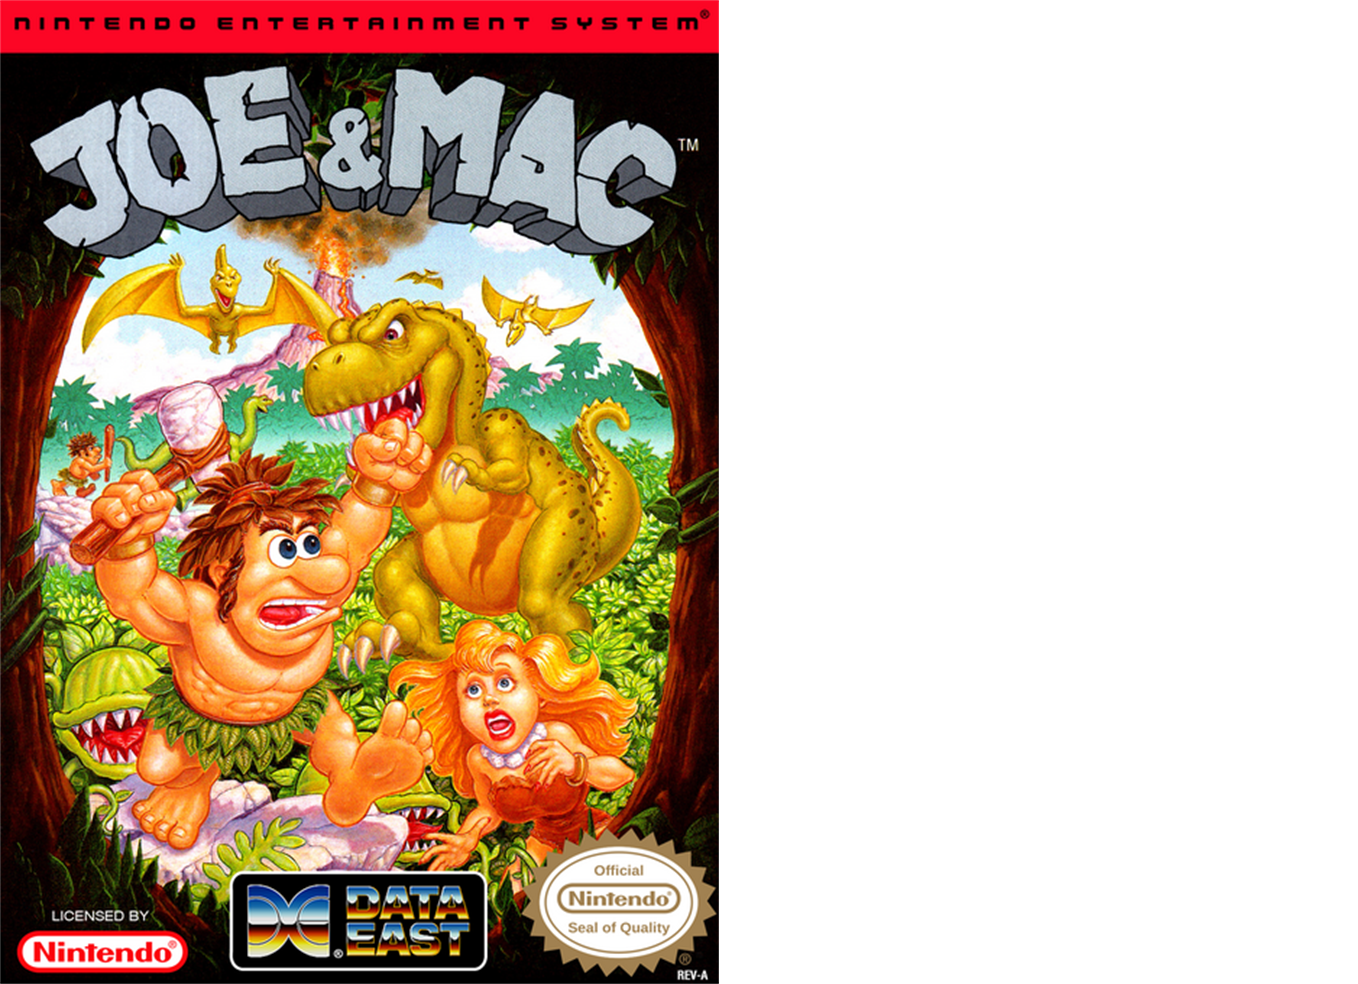 NINTENDO ENTERTAINMENT SYSTEM®
JOE & MAC™
LICENSED BY
Nintendo®
DATA
EAST
®
Official
Nintendo®
Seal of Quality
®
REV-A